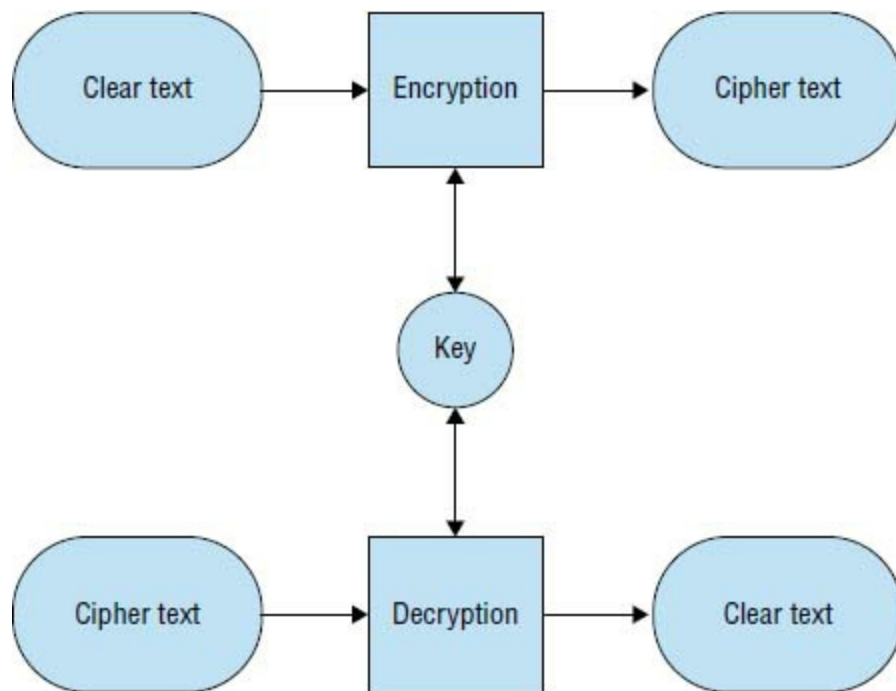 Clear text
Encryption
Cipher text
Key
Cipher text
Decryption
Clear text